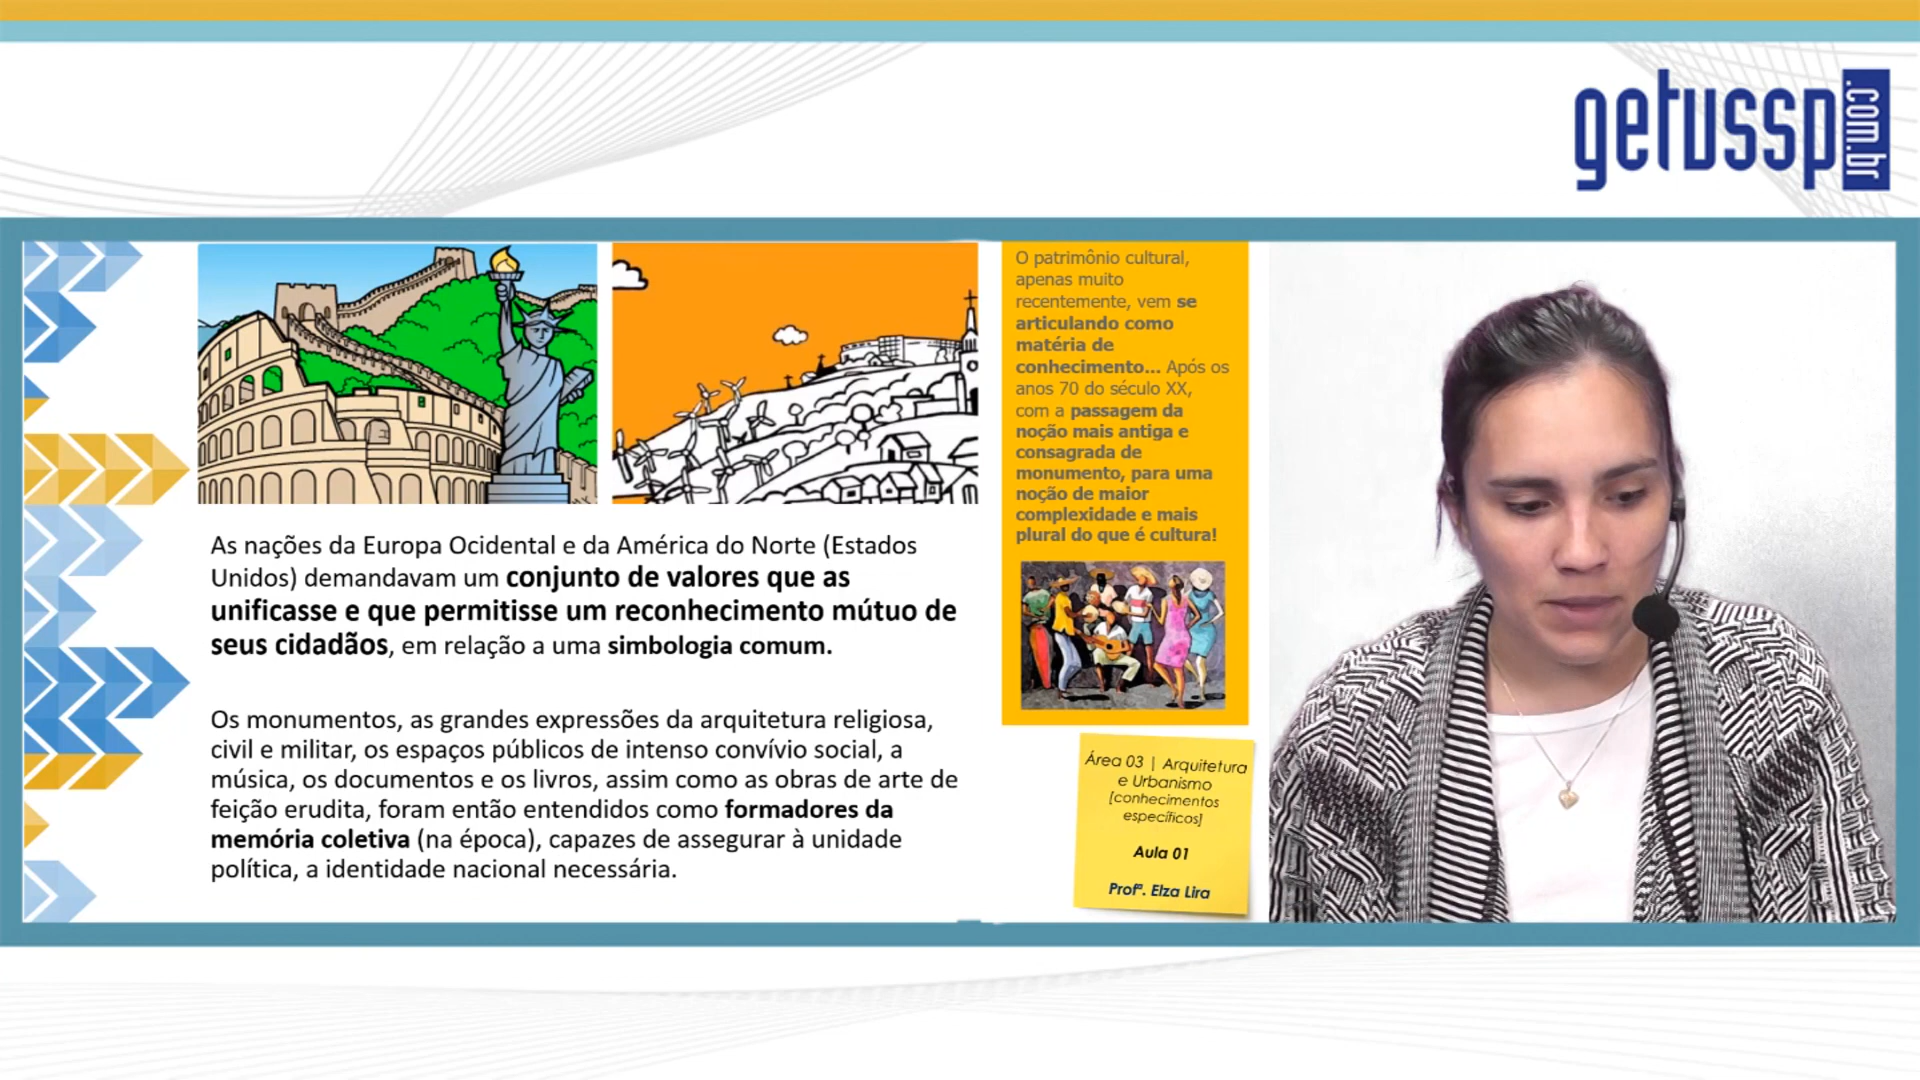 getussp.com.br
As nações da Europa Ocidental e da América do Norte (Estados
Unidos) demandavam um conjunto de valores que as
unificasse e que permitisse um reconhecimento mútuo de
seus cidadãos, em relação a uma simbologia comum.
Os monumentos, as grandes expressões da arquitetura religiosa,
civil e militar, os espaços públicos de intenso convívio social, a
música, os documentos e os livros, assim como as obras de arte de
feição erudita, foram então entendidos como formadores da
memória coletiva (na época), capazes de assegurar à unidade
política, a identidade nacional necessária.
O patrimônio cultural,
apenas muito
recentemente, vem se
articulando como
matéria de
conhecimento... Após os
anos 70 do século XX,
com a passagem da
noção mais antiga e
consagrada de
monumento, para uma
noção de maior
complexidade e mais
plural do que é cultura!
Área 03 | Arquitetura
e Urbanismo
[conhecimentos
específicos]
Aula 01
Profª. Elza Lira